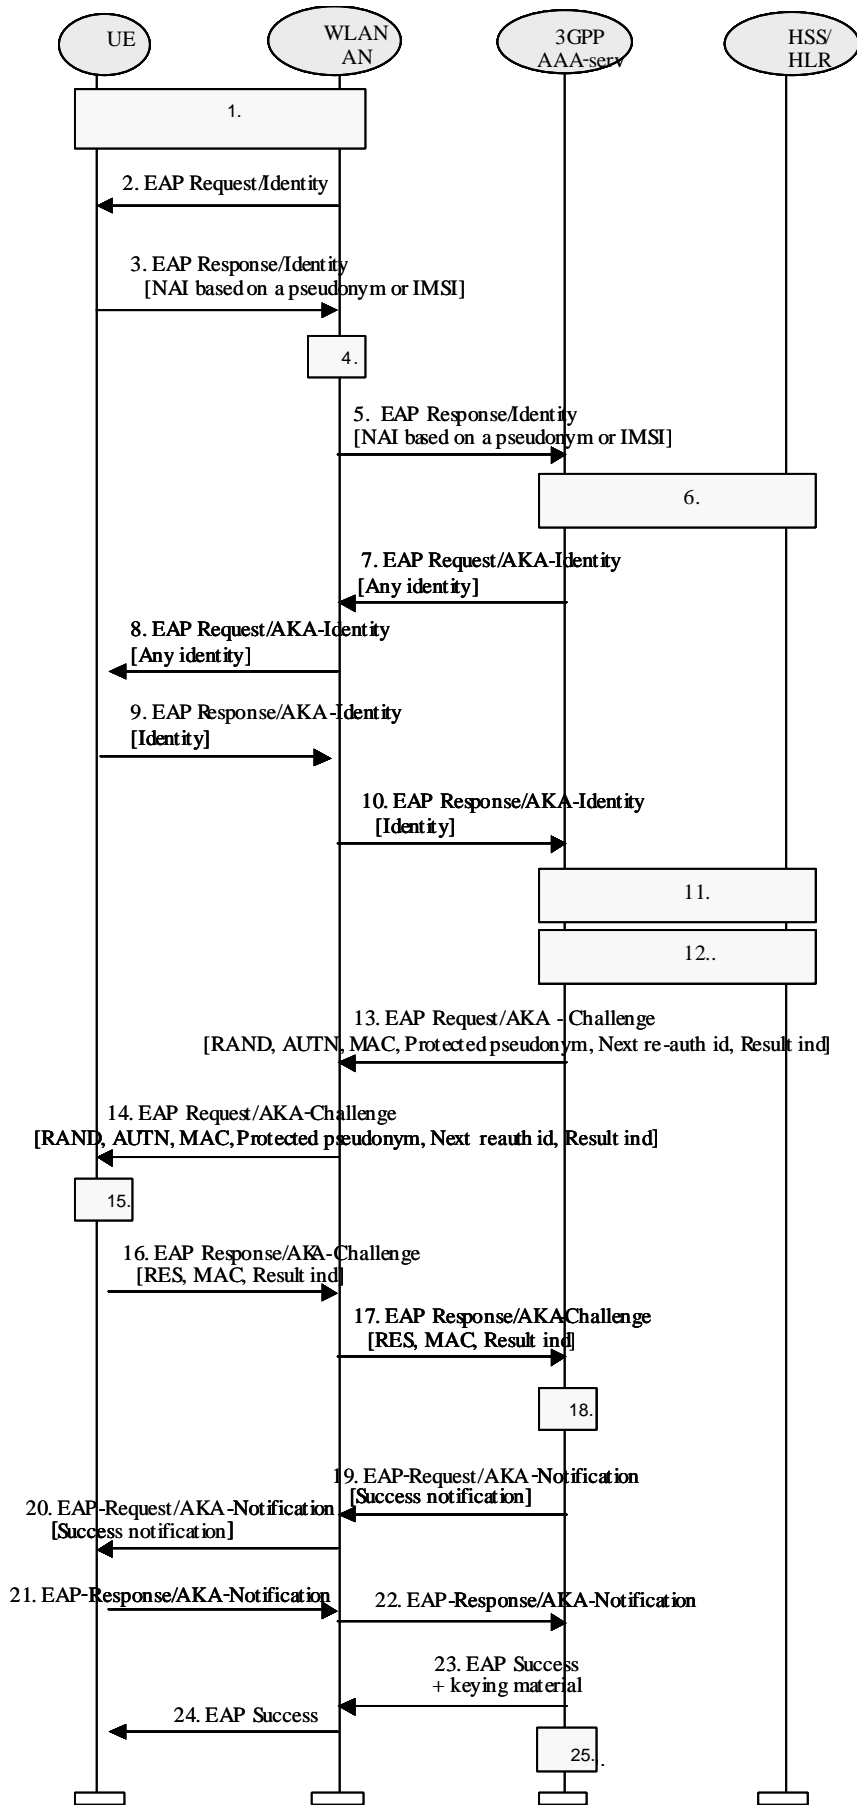 UE
WLAN
AN
3GPP
AAA-serv
HSS/
HLR
1.
2. EAP Request/Identity
3. EAP Response/Identity
[NAI based on a pseudonym or IMSI]
4.
5. EAP Response/Identity
[NAI based on a pseudonym or IMSI]
6.
7. EAP Request/AKA-Identity
[Any identity]
8. EAP Request/AKA-Identity
[Any identity]
9. EAP Response/AKA-Identity
[Identity]
10. EAP Response/AKA-Identity
[Identity]
11.
12..
13. EAP Request/AKA - Challenge
[RAND, AUTN, MAC, Protected pseudonym, Next re-auth id, Result ind]
14. EAP Request/AKA-Challenge
[RAND, AUTN, MAC, Protected pseudonym, Next reauth id, Result ind]
15.
16. EAP Response/AKA-Challenge
[RES, MAC, Result ind]
17. EAP Response/AKAChallenge
[RES, MAC, Result ind]
18.
19. EAP-Request/AKA-Notification
[Success notification]
20. EAP-Request/AKA-Notification
[Success notification]
21. EAP-Response/AKA-Notification
22. EAP-Response/AKA-Notification
23. EAP Success
+ keying material
24. EAP Success
25..